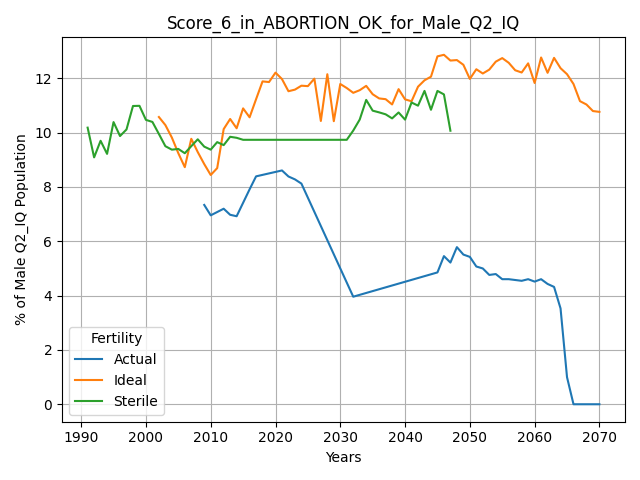 Score_6_in_ABORTION_OK_for_Male_Q2_IQ
% of Male Q2_IQ Population
12
10
8
6
4
2
0
Fertility
Actual
Ideal
Sterile
1990 2000 2010 2020 2030 2040 2050 2060 2070
Years